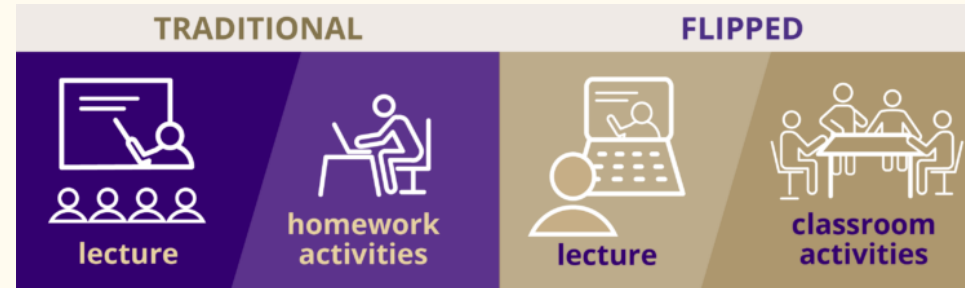 TRADITIONAL
FLIPPED
lecture
homework
activities
lecture
classroom
activities